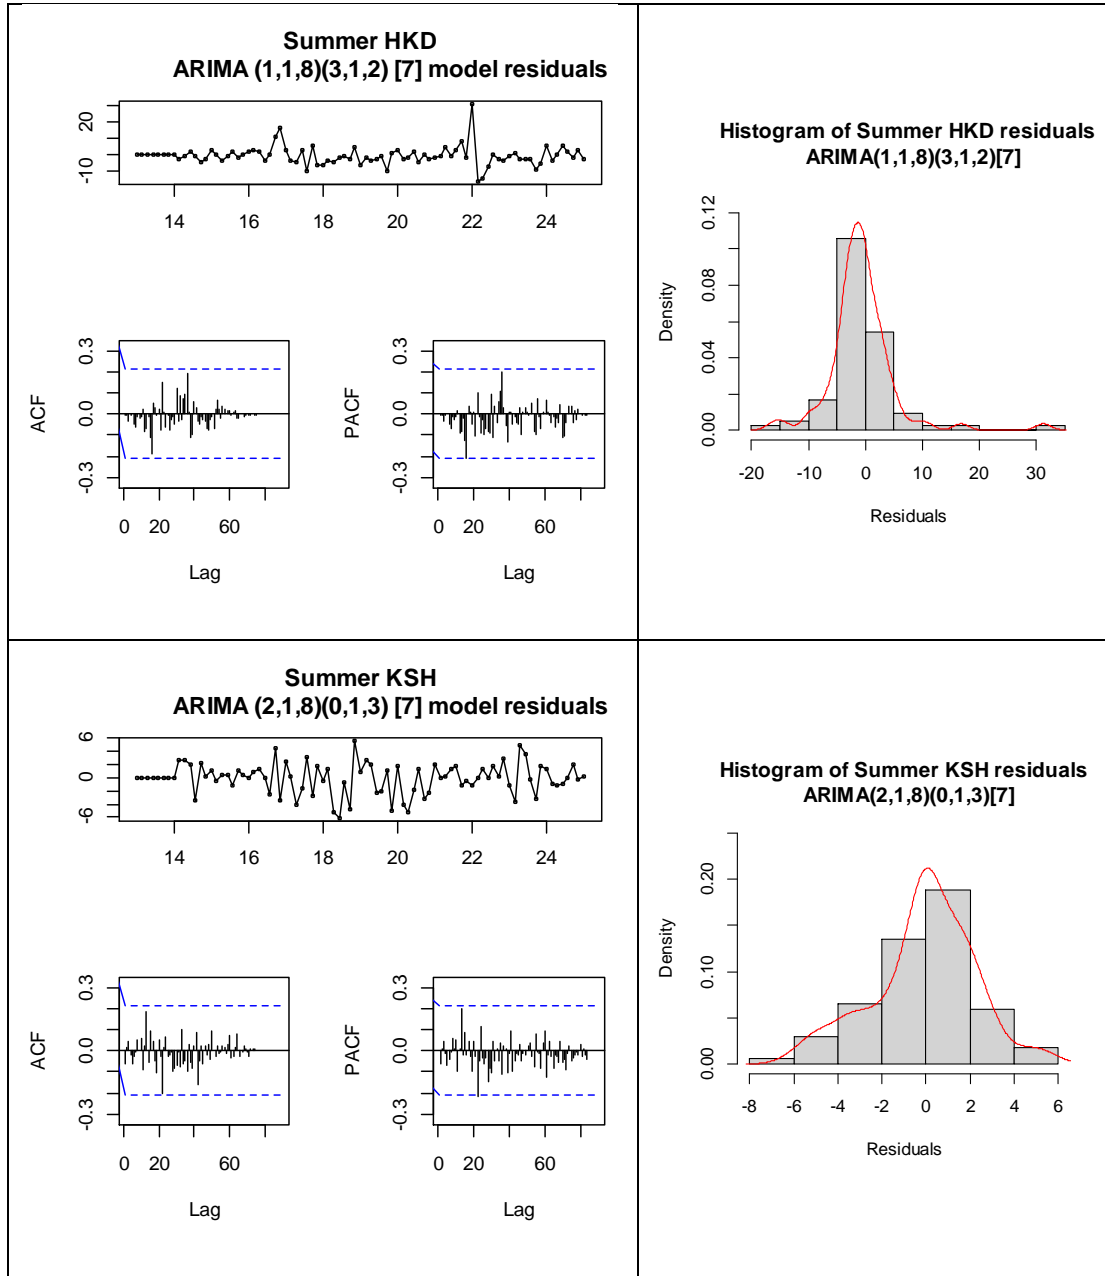 Summer HKD
ARIMA (1,1,8)(3,1,2) [7] model residuals
20
-10
14 16 18 20 22 24
ACF
0.3
0.0
-0.3
0 20 60
Lag
PACF
0.3
0.0
-0.3
0 20 60
Lag
Histogram of Summer HKD residuals
ARIMA(1,1,8)(3,1,2)[7]
Density
0.12
0.08
0.04
0.00
-20 -10 0 10 20 30
Residuals
Summer KSH
ARIMA (2,1,8)(0,1,3) [7] model residuals
6
0
-6
14 16 18 20 22 24
ACF
0.3
0.0
-0.3
0 20 60
Lag
PACF
0.3
0.0
-0.3
0 20 60
Lag
Histogram of Summer KSH residuals
ARIMA(2,1,8)(0,1,3)[7]
Density
0.20
0.10
0.00
-8 -6 -4 -2 0 2 4 6
Residuals